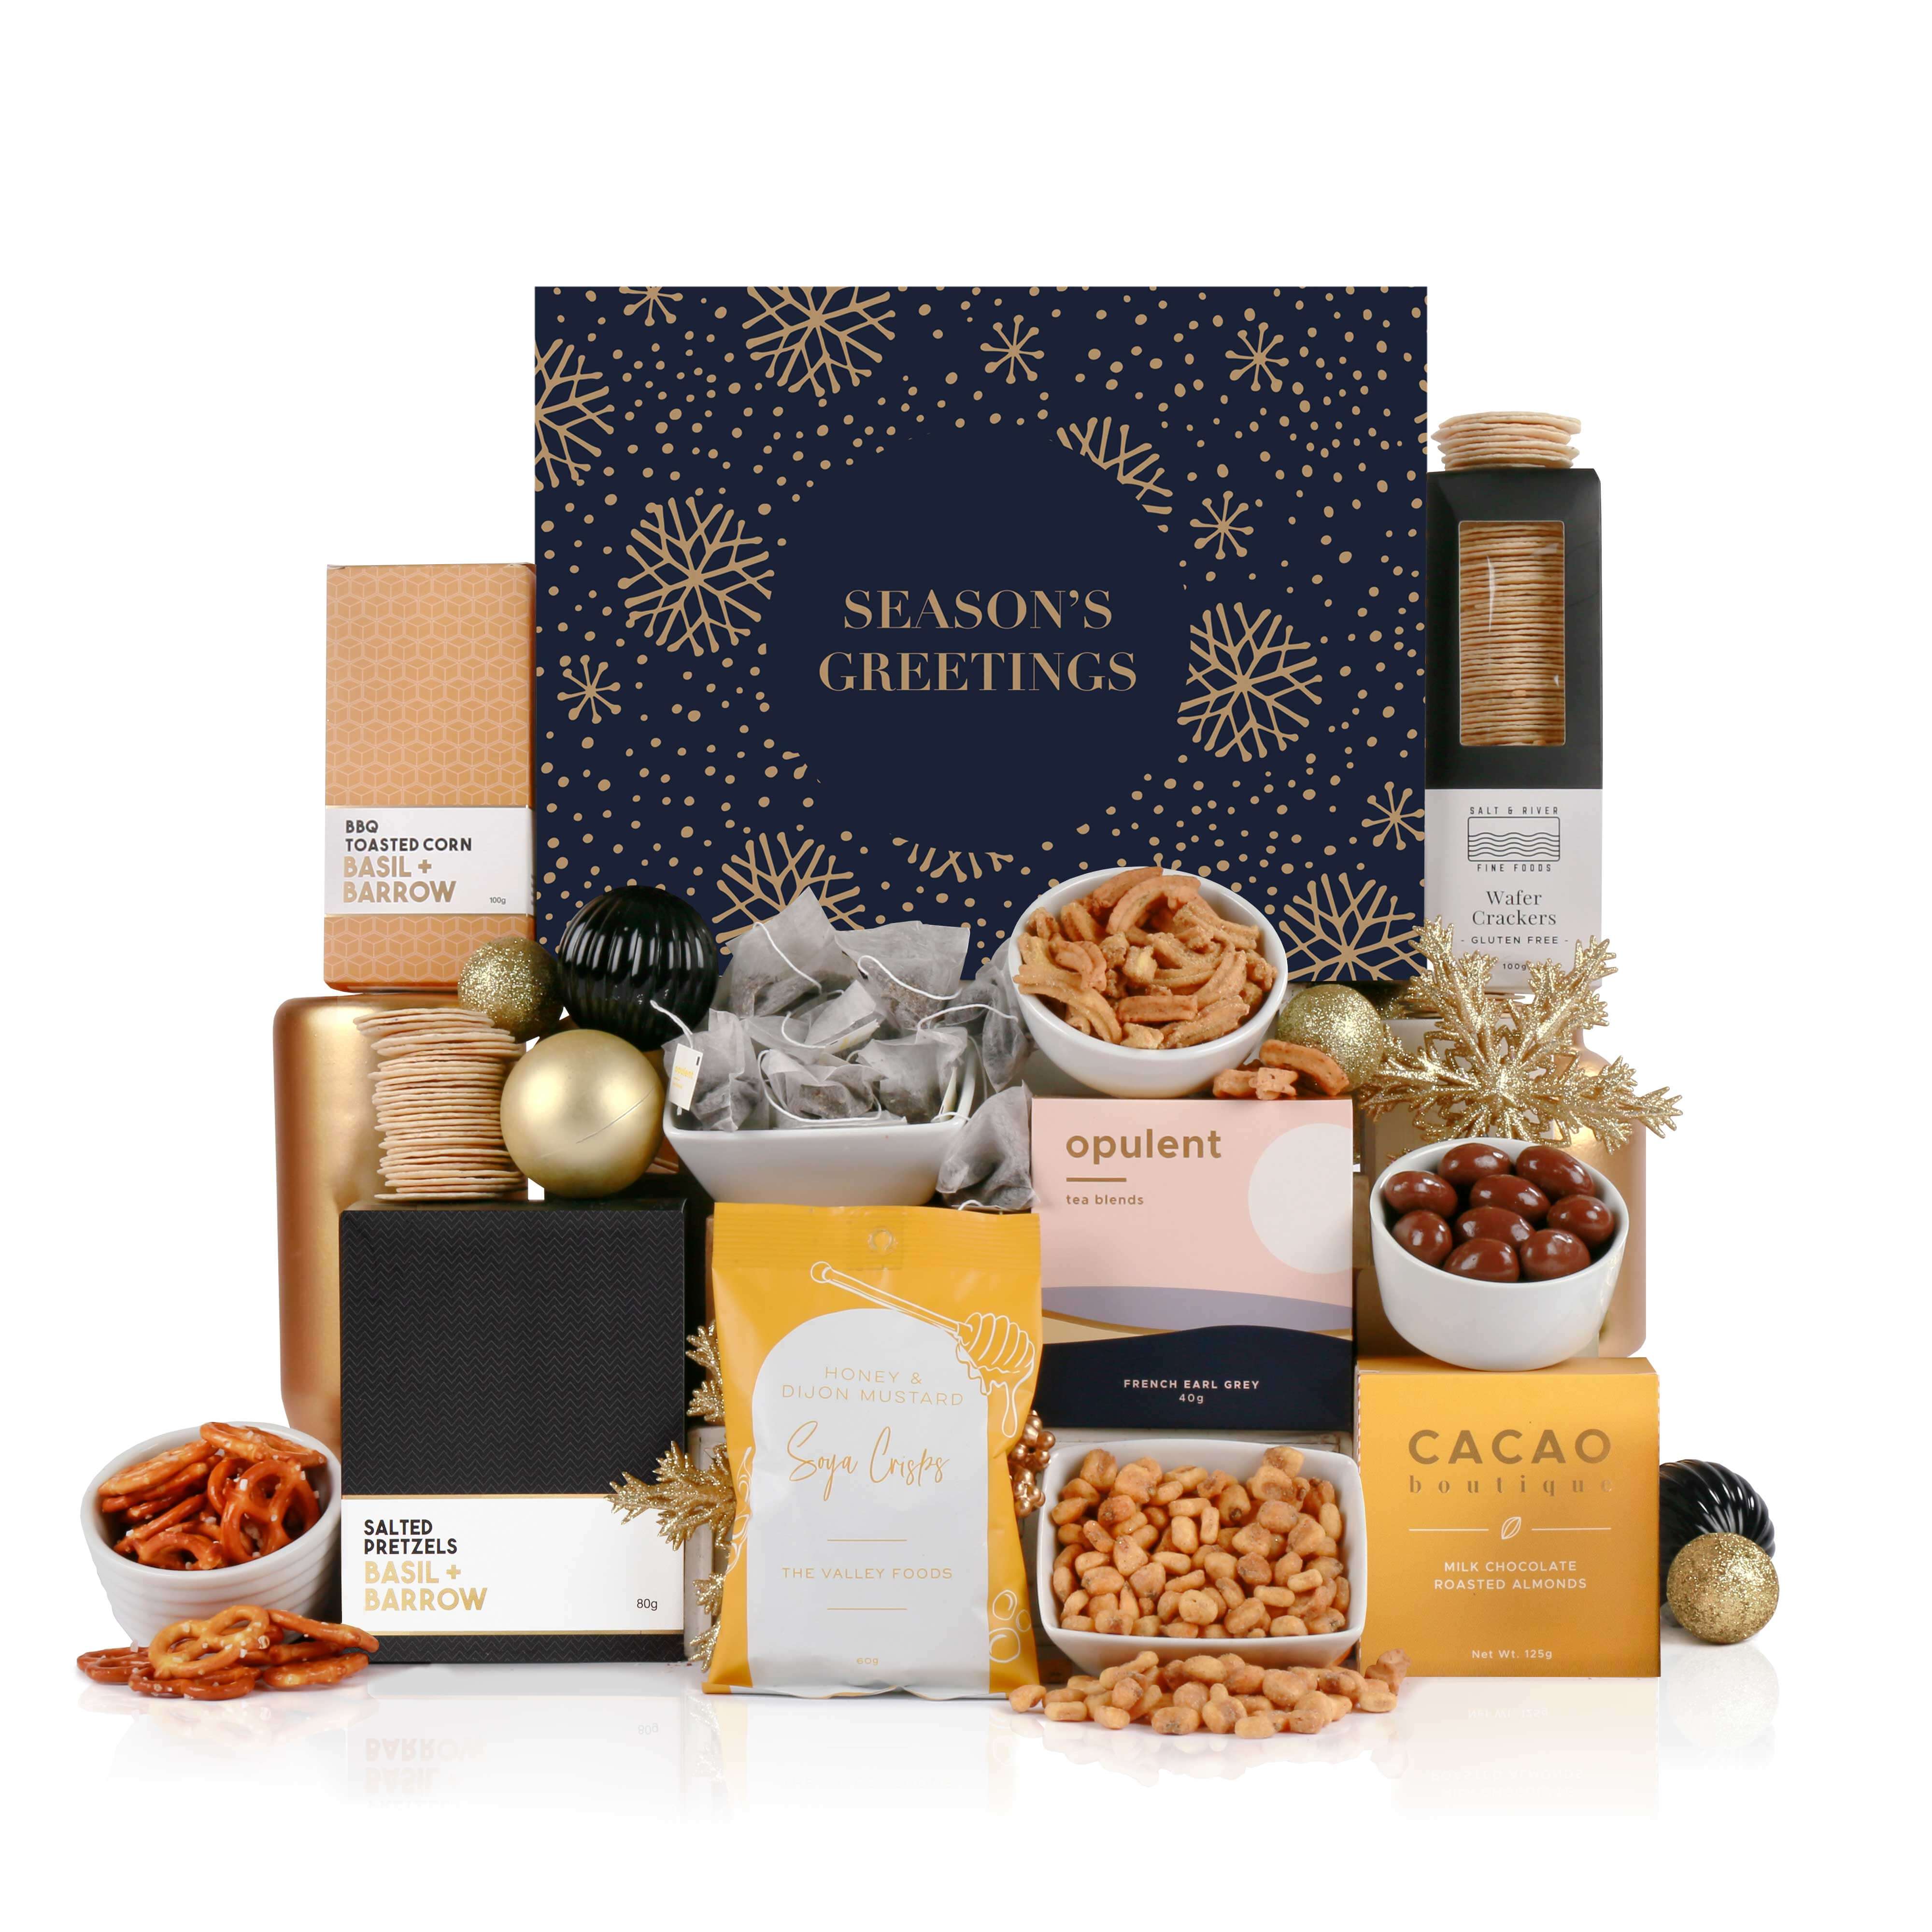 SEASON'S
GREETINGS
BBQ
TOASTED CORN
BASIL +
BARROW
100g
SALT & RIVER
FINE FOODS
Wafer
Crackers
- GLUTEN FREE -
100g
opulent
tea blends
FRENCH EARL GREY
40g
HONEY &
DIJON MUSTARD
Soya Crisps
THE VALLEY FOODS
60g
SALTED
PRETZELS
BASIL +
BARROW
80g
CACAO
boutique
MILK CHOCOLATE
ROASTED ALMONDS
Net Wt. 125g